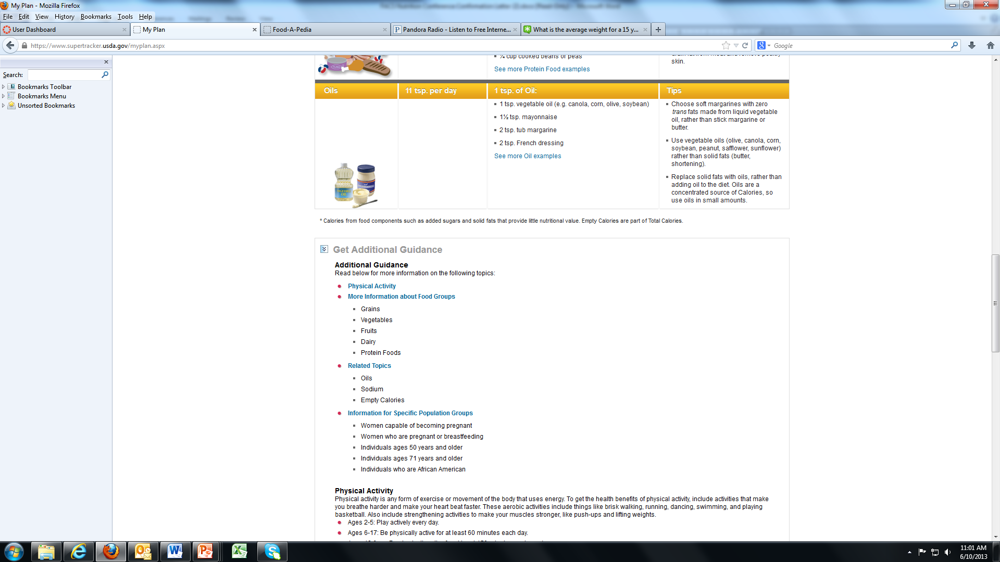 My Plan - Mozilla Firefox
File Edit View History Bookmarks Tools Help
User Dashboard
My Plan
Food-A-Pedia
Pandora Radio - Listen to Free Interne...
What is the average weight for a 15 y...
https://www.supertracker.usda.gov/myplan.aspx
Google
Search:
Bookmarks Toolbar
Bookmarks Menu
Unsorted Bookmarks
cup cooked beans or peas
See more Protein Food examples
skin.
Oils 11 tsp. per day 1 tsp. of Oil: Tips
1 tsp. vegetable oil (e.g. canola, corn, olive, soybean)
1½ tsp. mayonnaise
2 tsp. tub margarine
2 tsp. French dressing
See more Oil examples
Choose soft margarines with zero
trans fats made from liquid vegetable
oil, rather than stick margarine or
butter.
Use vegetable oils (olive, canola, corn,
soybean, peanut, safflower, sunflower)
rather than solid fats (butter,
shortening).
Replace solid fats with oils, rather than
adding oil to the diet. Oils are a
concentrated source of Calories, so
use oils in small amounts.
* Calories from food components such as added sugars and solid fats that provide little nutritional value. Empty Calories are part of Total Calories.
Get Additional Guidance
Additional Guidance
Read below for more information on the following topics:
Physical Activity
More Information about Food Groups
Grains
Vegetables
Fruits
Dairy
Protein Foods
Related Topics
Oils
Sodium
Empty Calories
Information for Specific Population Groups
Women capable of becoming pregnant
Women who are pregnant or breastfeeding
Individuals ages 50 years and older
Individuals ages 71 years and older
Individuals who are African American
Physical Activity
Physical activity is any form of exercise or movement of the body that uses energy. To get the health benefits of physical activity, include activities that make
you breathe harder and make your heart beat faster. These aerobic activities include things like brisk walking, running, dancing, swimming, and playing
basketball. Also include strengthening activities to make your muscles stronger, like push-ups and lifting weights.
Ages 2-5: Play actively every day.
Ages 6-17: Be physically active for at least 60 minutes each day.
11:01 AM
6/10/2013